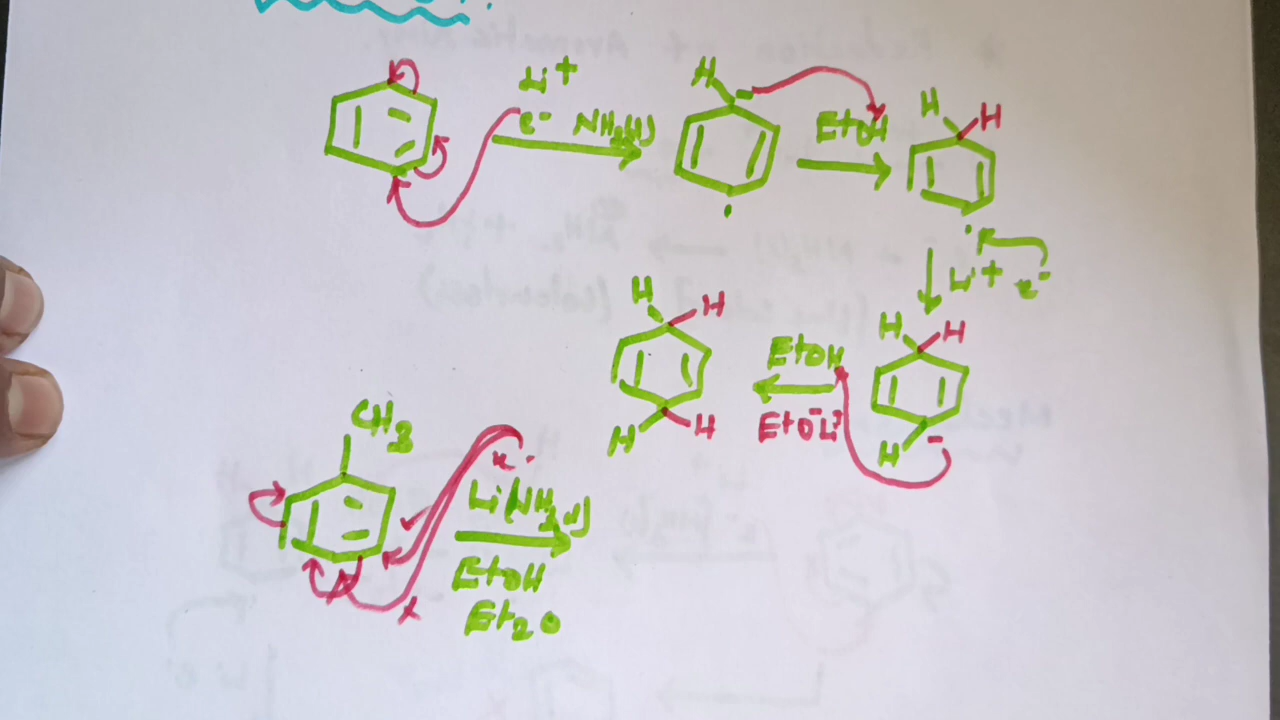 Li+
e- NH3(l)
H
EtOH
H H
Li+ e-
H H
EtOH
EtO-Li+
H
H H
H H
CH3
e-
Li(NH3)l)
EtOH
Et2O